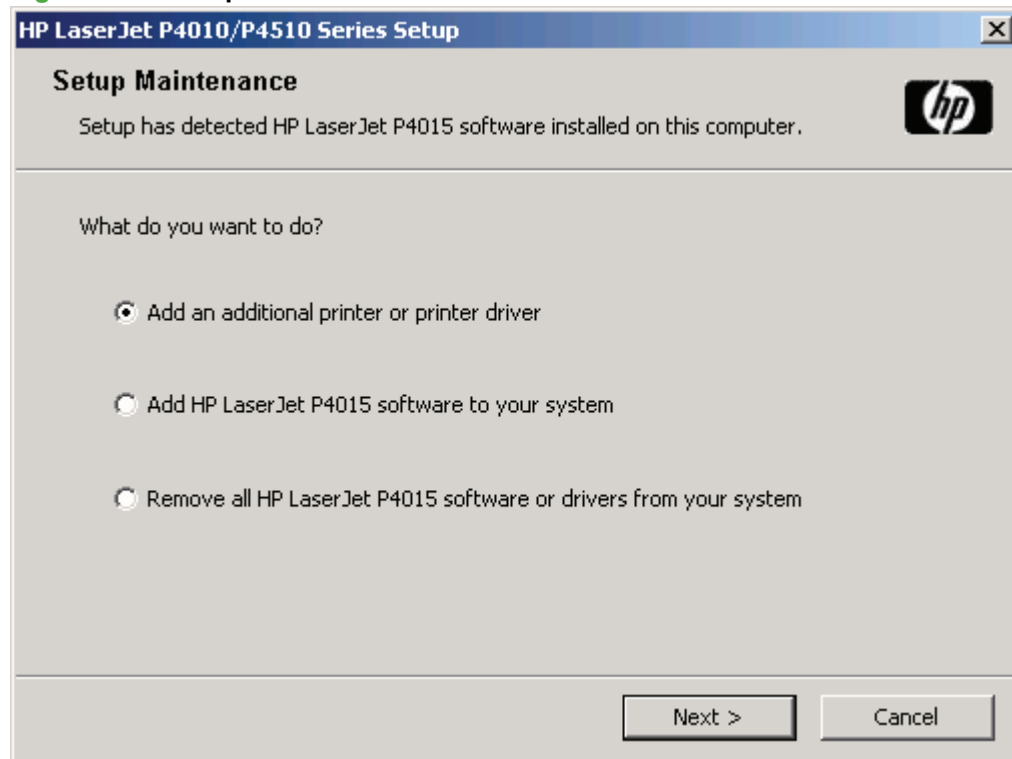 HP LaserJet P4010/P4510 Series Setup
Setup Maintenance
Setup has detected HP LaserJet P4015 software installed on this computer.
hp
What do you want to do?
Add an additional printer or printer driver
Add HP LaserJet P4015 software to your system
Remove all HP LaserJet P4015 software or drivers from your system
Next >
Cancel